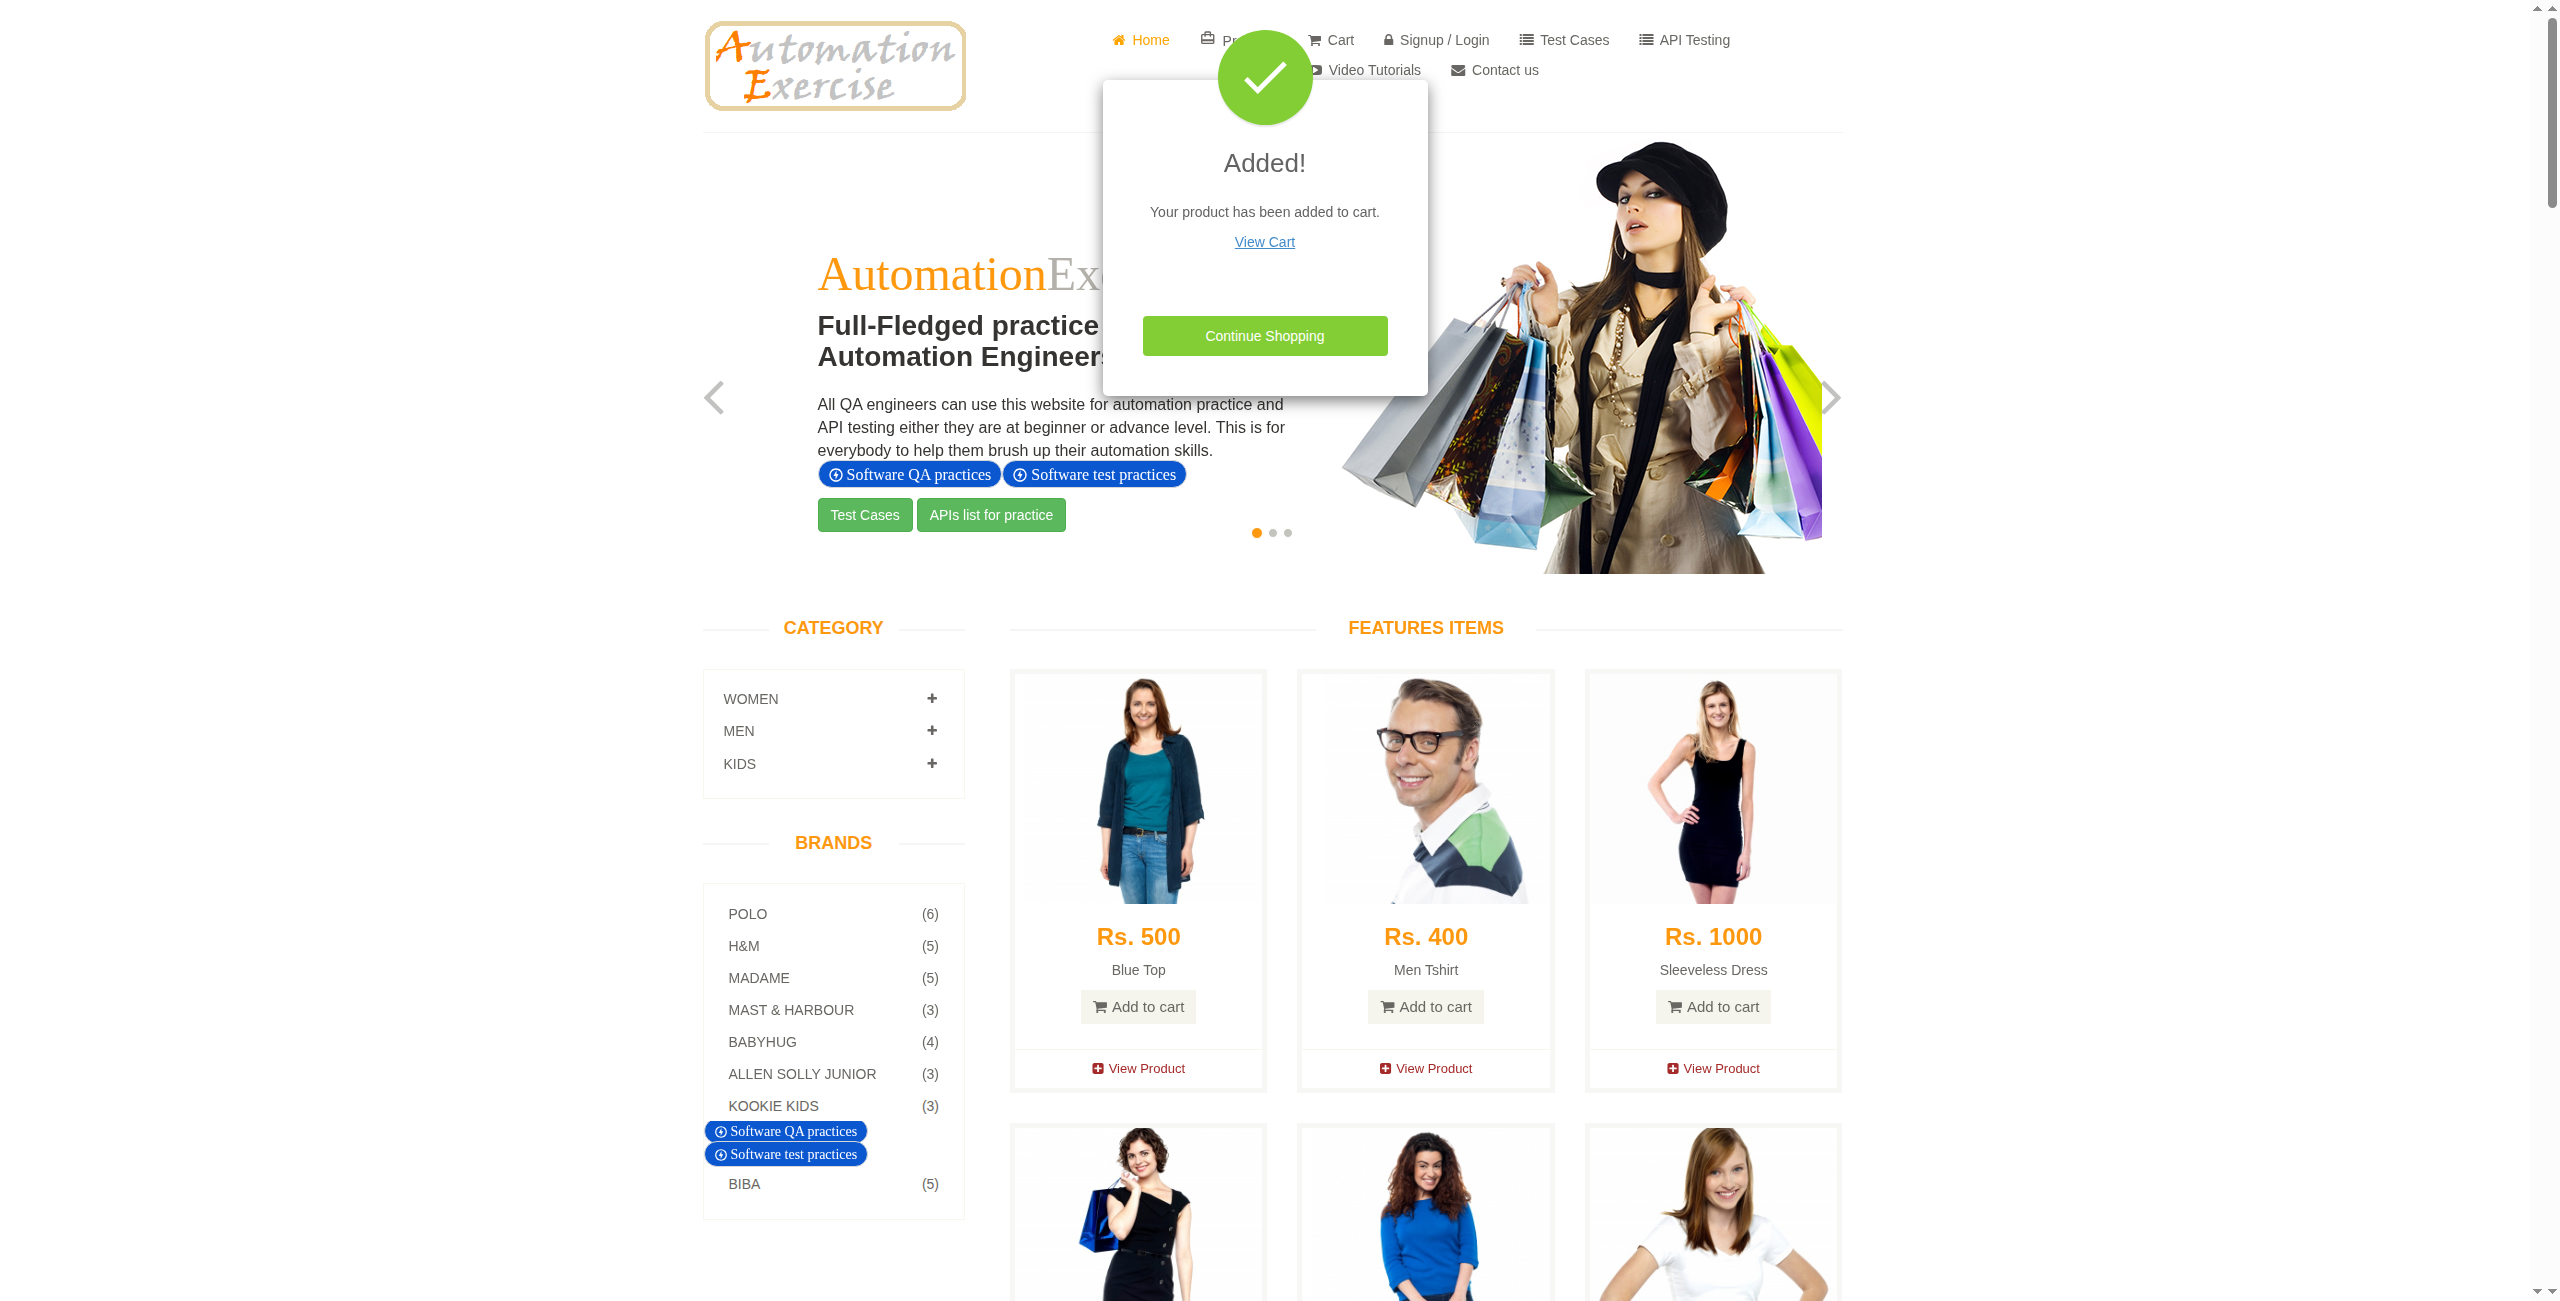 Automation
Exercise
Home
Cart
Signup / Login
Test Cases
API Testing
Video Tutorials
Contact us
Added!
Your product has been added to cart.
View Cart
Continue Shopping
Automation
Full-Fledged practice
Automation Engineers
All QA engineers can use this website for automation practice and
API testing either they are at beginner or advance level. This is for
everybody to help them brush up their automation skills.
Software QA practices Software test practices
Test Cases APIs list for practice
CATEGORY
WOMEN
MEN
KIDS
BRANDS
POLO (6)
H&M (5)
MADAME (5)
MAST & HARBOUR (3)
BABYHUG (4)
ALLEN SOLLY JUNIOR (3)
KOOKIE KIDS (3)
Software QA practices
Software test practices
BIBA (5)
FEATURES ITEMS
Rs. 500
Blue Top
Add to cart
View Product
Rs. 400
Men Tshirt
Add to cart
View Product
Rs. 1000
Sleeveless Dress
Add to cart
View Product